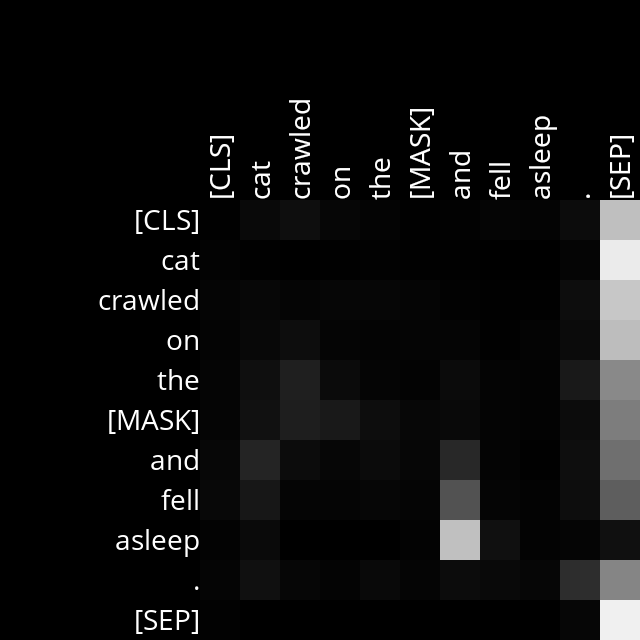 [CLS] cat crawled on the [MASK] and fell asleep . [SEP]
[CLS]
cat
crawled
on
the
[MASK]
and
fell
asleep
.
[SEP]